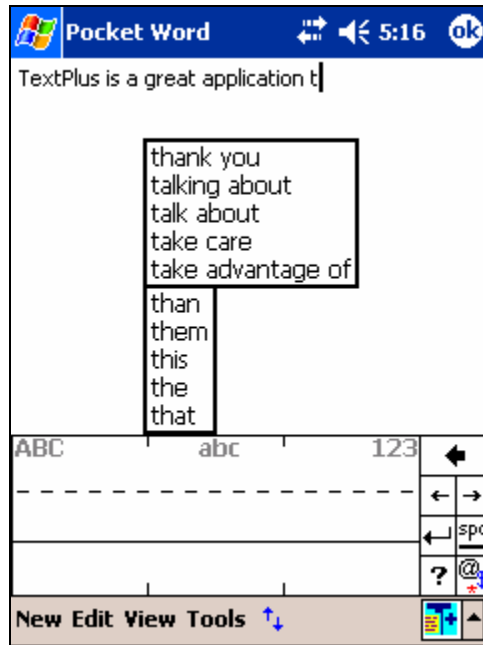 Pocket Word 5:16 ok
TextPlus is a great application t
thank you
talking about
talk about
take care
take advantage of
than
them
this
the
that
ABC abc 123
spc
? @ *
New Edit View Tools